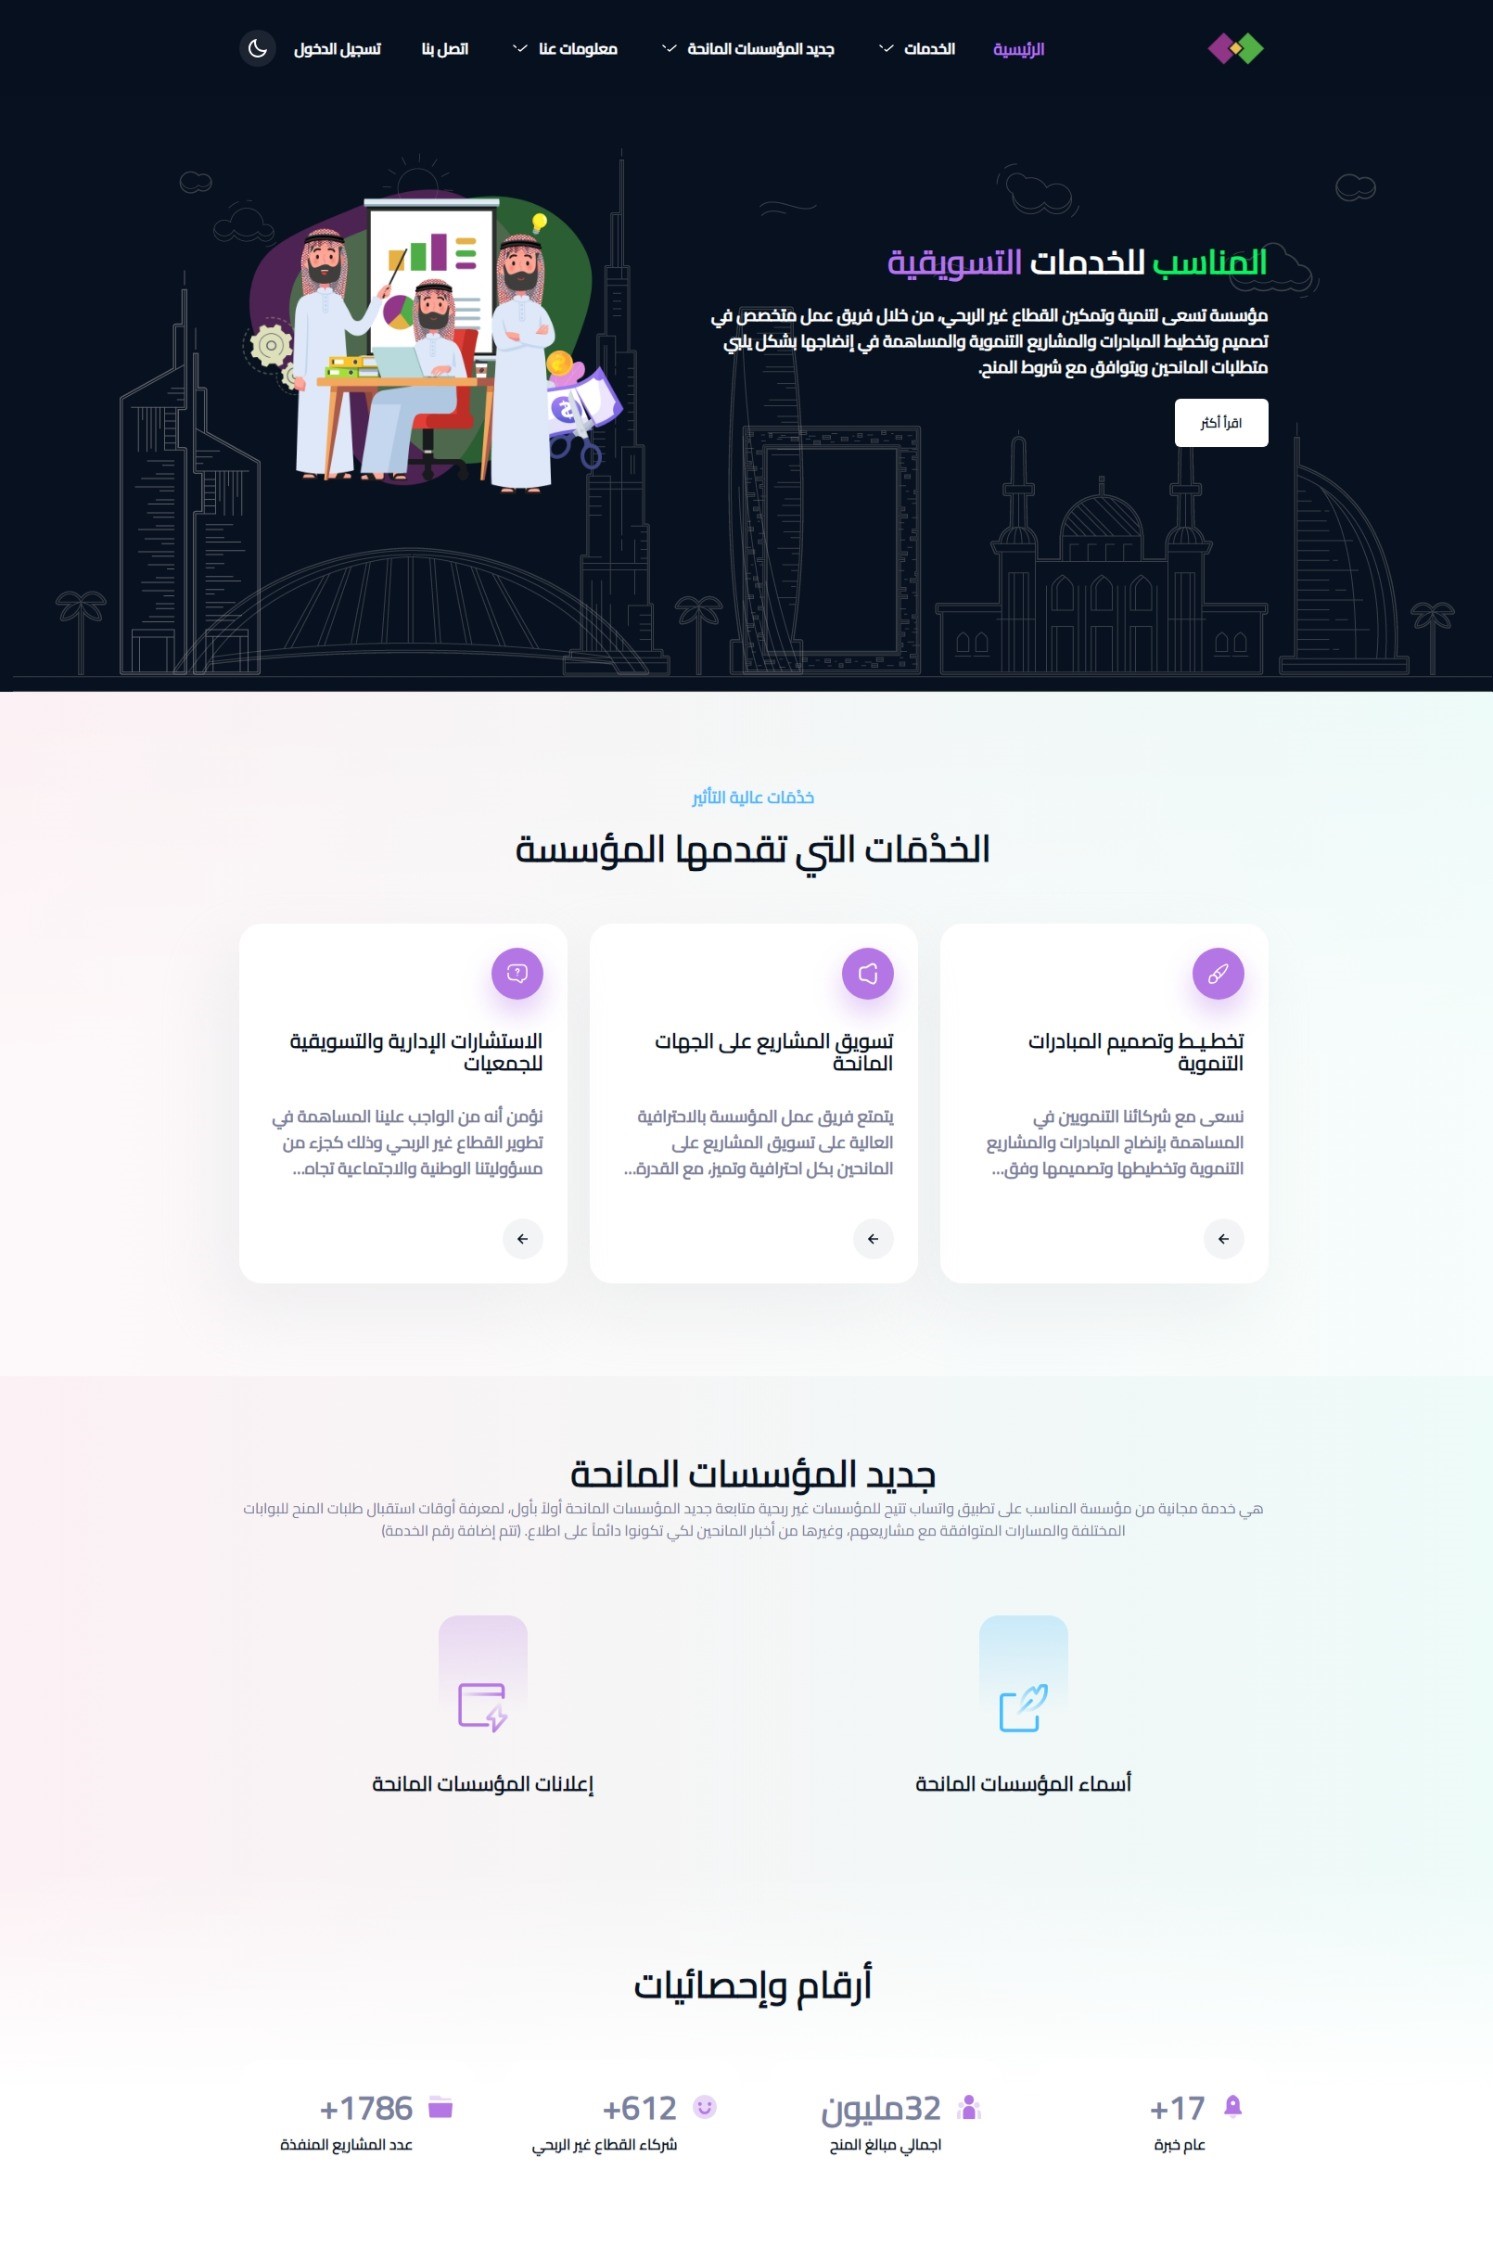 الرئيسية
الخدمات
جديد المؤسسات المانحة
معلومات عنا
اتصل بنا
تسجيل الدخول
المناسب للخدمات التسويقية
مؤسسة تسعى لتنمية وتمكين القطاع غير الربحي، من خلال فريق عمل متخصص في
تصميم وتخطيط المبادرات والمشاريع التنموية والمساهمة في إنضاجها بشكل يلبي
متطلبات المانحين ويتوافق مع شروط المنح.
اقرأ أكثر
خدْمَات عالية التأثير
الخدْمَات التي تقدمها المؤسسة
تخطـيـط وتصميم المبادرات
التنموية
نسعى مع شركائنا التنمويين في
المساهمة بإنضاج المبادرات والمشاريع
التنموية وتخطيطها وتصميمها وفق...
تسويق المشاريع على الجهات
المانحة
يتمتع فريق عمل المؤسسة بالاحترافية
العالية على تسويق المشاريع على
المانحين بكل احترافية وتميز، مع القدرة...
الاستشارات الإدارية والتسويقية
للجمعيات
نؤمن أنه من الواجب علينا المساهمة في
تطوير القطاع غير الربحي وذلك كجزء من
مسؤوليتنا الوطنية والاجتماعية تجاه...
جديد المؤسسات المانحة
هي خدمة مجانية من مؤسسة المناسب على تطبيق واتساب تتيح للمؤسسات غير ربحية متابعة جديد المؤسسات المانحة أولاً بأول، لمعرفة أوقات استقبال طلبات المنح للبوابات
المختلفة والمسارات المتوافقة مع مشاريعهم، وغيرها من أخبار المانحين لكي تكونوا دائماً على اطلاع. (تتم إضافة رقم الخدمة)
أسماء المؤسسات المانحة
إعلانات المؤسسات المانحة
أرقام وإحصائيات
17+
عام خبرة
32مليون
اجمالي مبالغ المنح
612+
شركاء القطاع غير الربحي
1786+
عدد المشاريع المنفذة